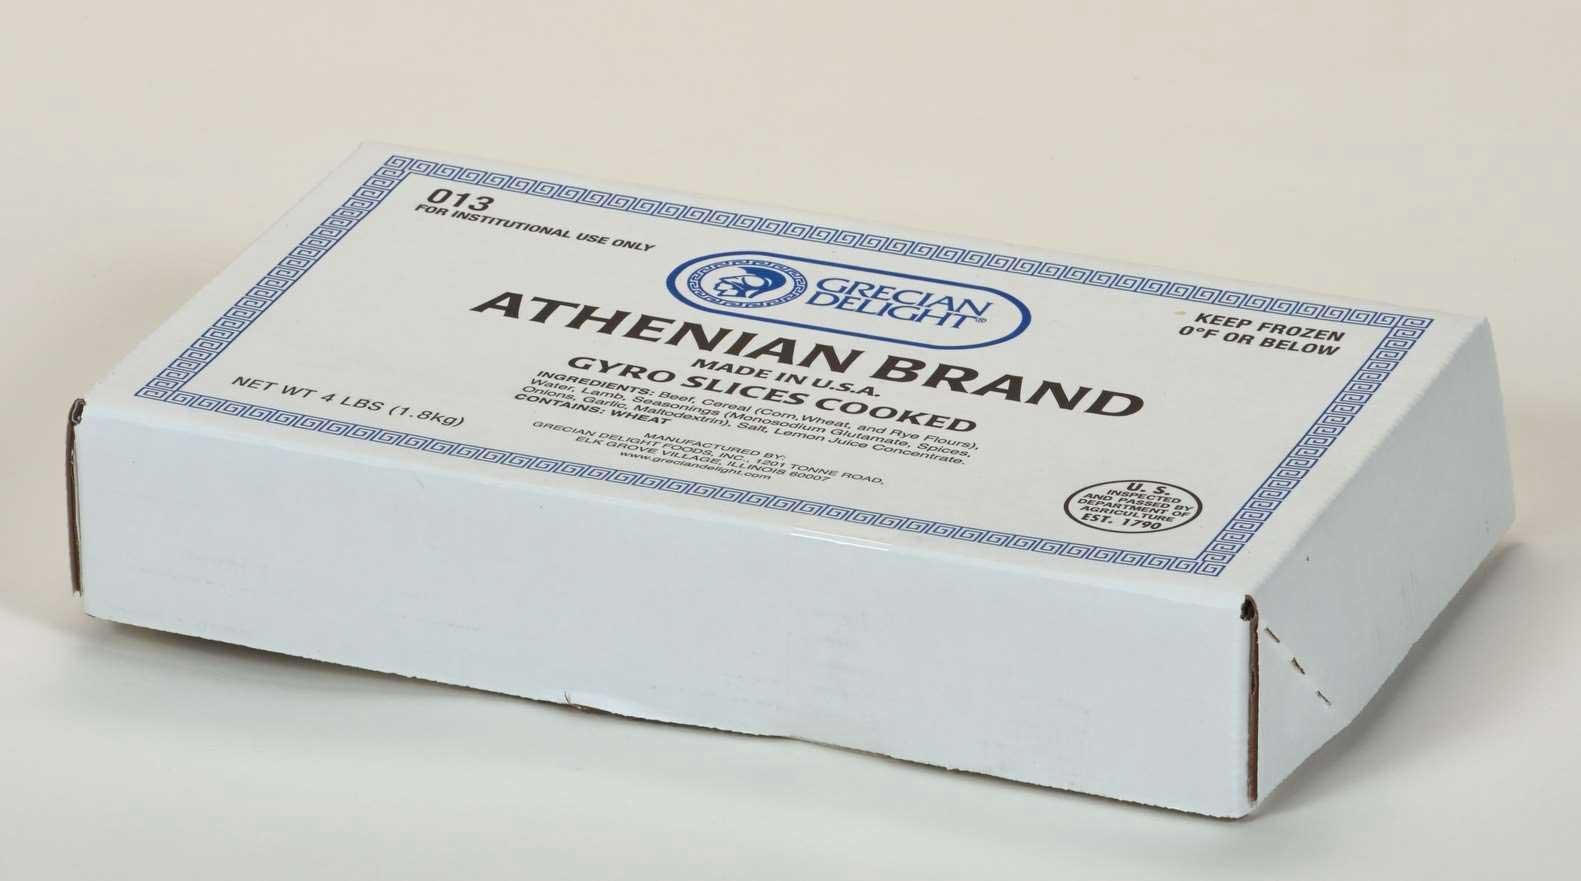 013
FOR INSTITUTIONAL USE ONLY
GRECIAN
DELIGHT®
KEEP FROZEN
0°F OR BELOW
ATHENIAN BRAND
MADE IN U.S.A.
GYRO SLICES COOKED
INGREDIENTS: Beef, Cereal (Corn, Wheat, and Rye Flours),
Water, Lamb, Seasonings (Monosodium Glutamate, Spices,
Onions, Garlic, Maltodextrin), Salt, Lemon Juice Concentrate.
CONTAINS: WHEAT
NET WT 4 LBS (1.8kg)
MANUFACTURED BY:
GRECIAN DELIGHT FOODS, INC., 1201 TONNE ROAD,
ELK GROVE VILLAGE, ILLINOIS 60007
www.greciandelight.com
U. S.
INSPECTED
AND PASSED BY
DEPARTMENT OF
AGRICULTURE
EST. 1790